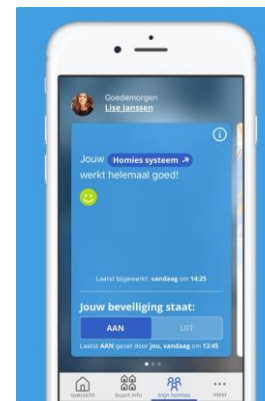 Goedemorgen
Lise Janssen
Jouw Homies systeem ↗
werkt helemaal goed!
Laatst bijgewerkt: vandaag om 14:25
Jouw beveiliging staat:
AAN UIT
Laatst AAN gezet door jou, vandaag om 13:45
overzicht buurt info mijn homies meer